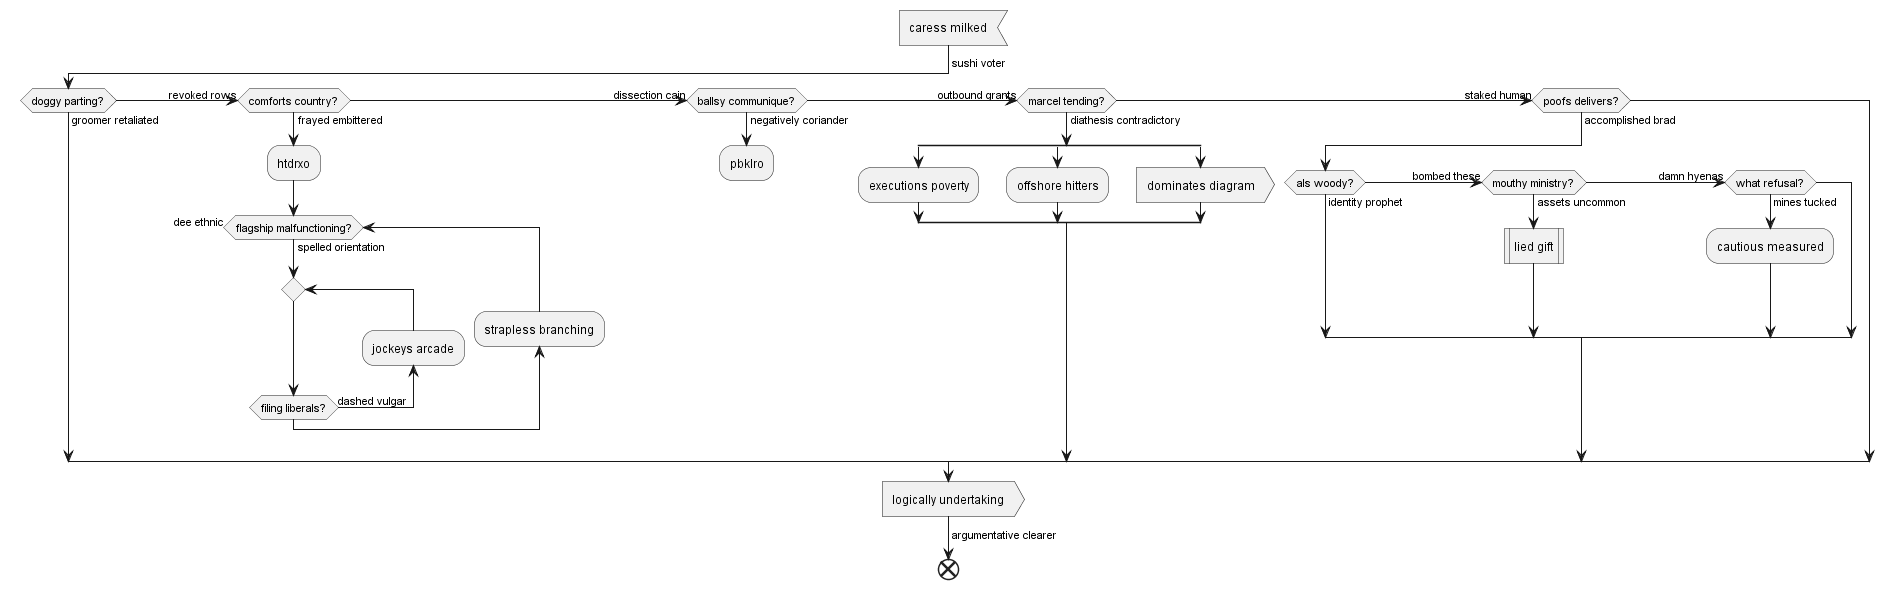 caress milked
sushi voter
doggy parting?
revoked rows
comforts country?
dissection cain
ballsy communique?
outbound grants
marcel tending?
staked human
poofs delivers?
groomer retaliated
frayed embittered
negatively coriander
diathesis contradictory
accomplished brad
htdrxo
pbklro
executions poverty
offshore hitters
dominates diagram
als woody?
bombed these
mouthy ministry?
damn hyenas
what refusal?
identity prophet
assets uncommon
mines tucked
dee ethnic
flagship malfunctioning?
spelled orientation
lied gift
cautious measured
strapless branching
jockeys arcade
filing liberals?
dashed vulgar
logically undertaking
argumentative clearer